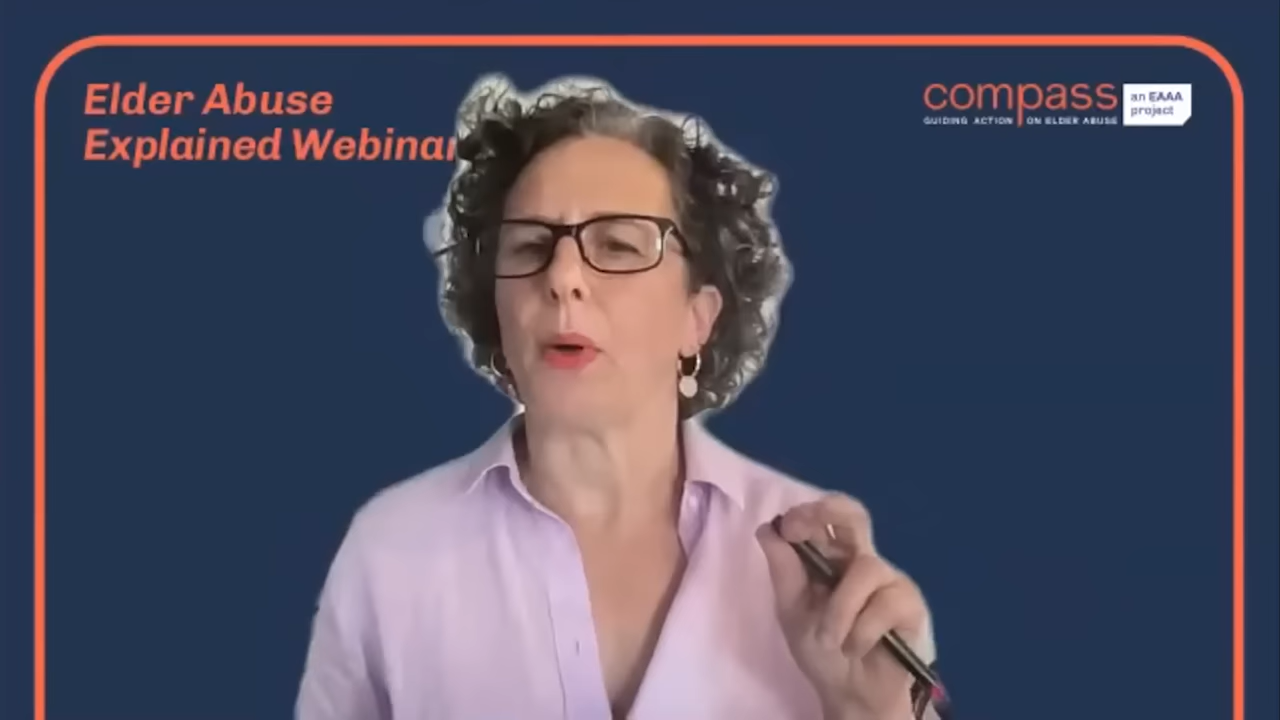 Elder Abuse
Explained Webinar
compass
GUIDING ACTION ON ELDER ABUSE
an EAAA
project